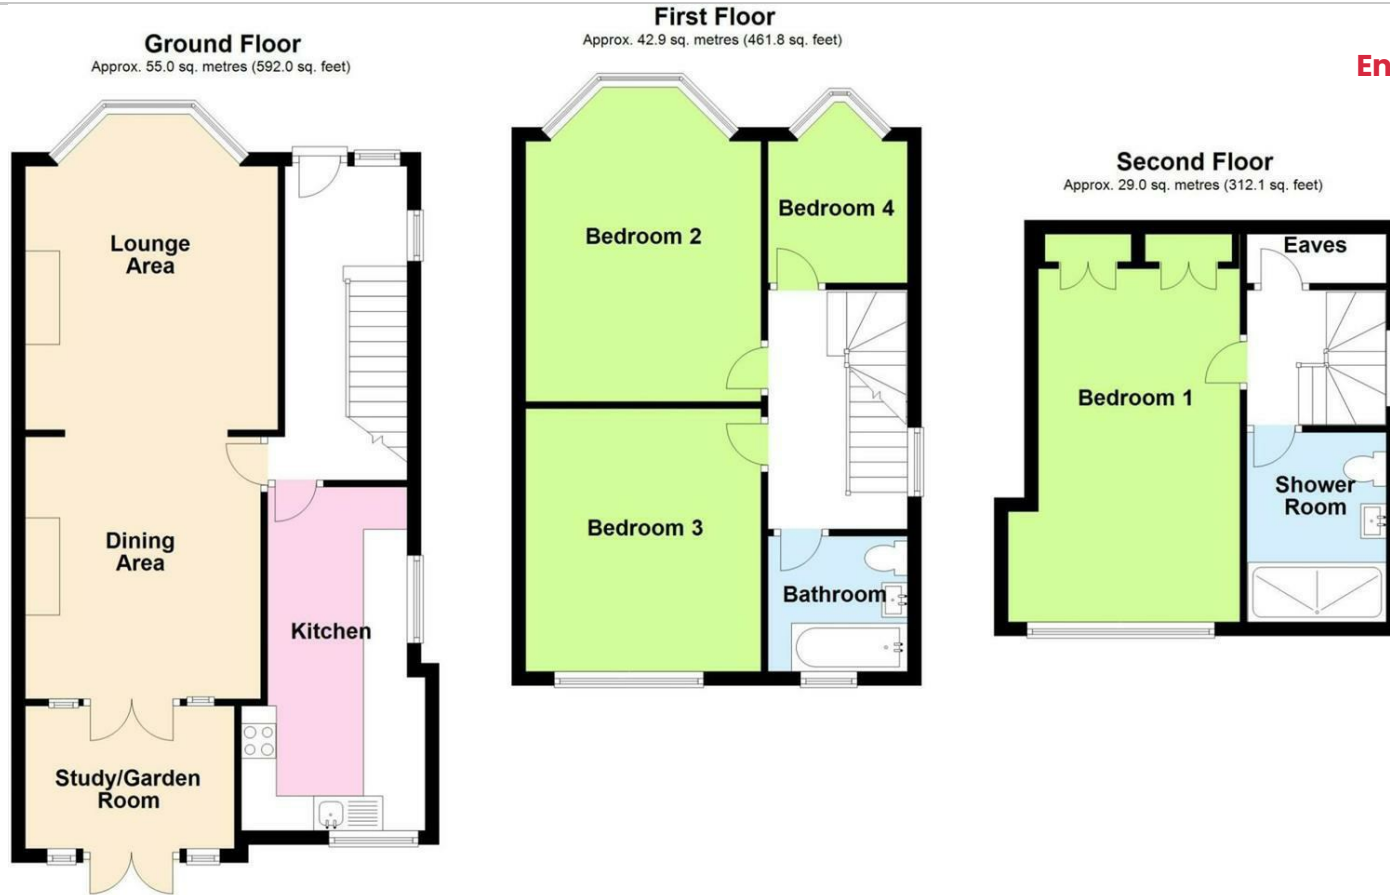 Ground Floor
Approx. 55.0 sq. metres (592.0 sq. feet)
Lounge
Area
Dining
Area
Kitchen
Study/Garden
Room
First Floor
Approx. 42.9 sq. metres (461.8 sq. feet)
Bedroom 2
Bedroom 4
Bedroom 3
Bathroom
En
Second Floor
Approx. 29.0 sq. metres (312.1 sq. feet)
Eaves
Bedroom 1
Shower
Room